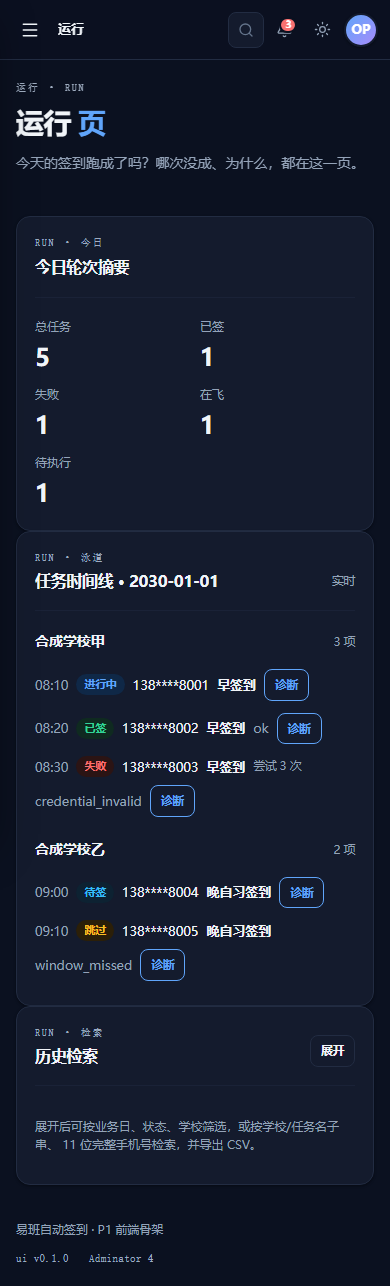 运行
3
OP
运行 • RUN
运行 页
今天的签到跑成了吗？哪次没成、为什么，都在这一页。
RUN • 今日
今日轮次摘要
总任务 已签
5 1
失败 在飞
1 1
待执行
1
RUN • 泳道
任务时间线 • 2030-01-01 实时
合成学校甲 3 项
08:10 进行中 138****8001 早签到 诊断
08:20 已签 138****8002 早签到 ok 诊断
08:30 失败 138****8003 早签到 尝试 3 次
credential_invalid 诊断
合成学校乙 2 项
09:00 待签 138****8004 晚自习签到 诊断
09:10 跳过 138****8005 晚自习签到
window_missed 诊断
RUN • 检索
历史检索 展开
展开后可按业务日、状态、学校筛选，或按学校/任务名子
串、 11 位完整手机号检索，并导出 CSV。
易班自动签到 · P1 前端骨架
ui v0.1.0 Adminator 4